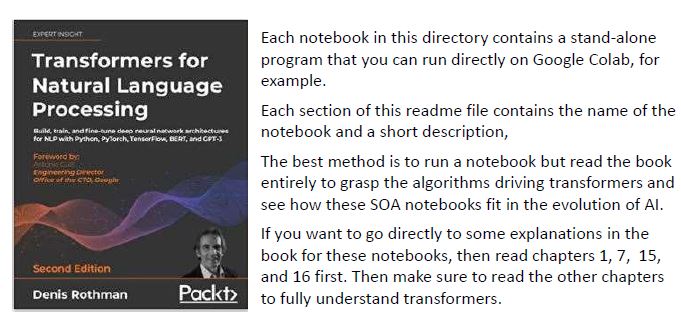 EXPERT INSIGHT
Transformers for
Natural Language
Processing
Build, train, and fine-tune deep neural network architectures
for NLP with Python, PyTorch, TensorFlow, BERT, and GPT-3
Foreword by:
Antonio Gulli
Engineering Director
Office of the CTO, Google
Second Edition
Denis Rothman
Packt>
Each notebook in this directory contains a stand-alone
program that you can run directly on Google Colab, for
example.
Each section of this readme file contains the name of the
notebook and a short description,
The best method is to run a notebook but read the book
entirely to grasp the algorithms driving transformers and
see how these SOA notebooks fit in the evolution of AI.
If you want to go directly to some explanations in the
book for these notebooks, then read chapters 1, 7,  15,
and 16 first. Then make sure to read the other chapters
to fully understand transformers.